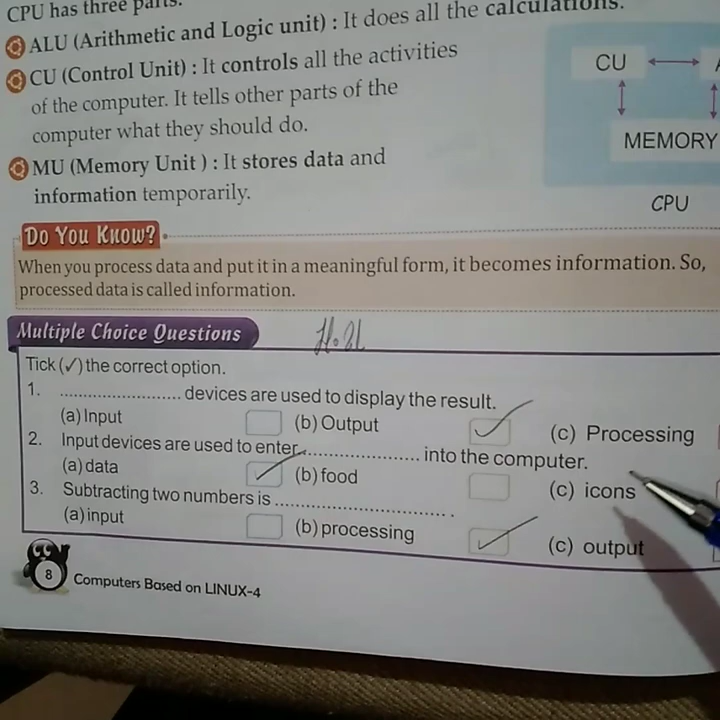 CPU has three parts.
ALU (Arithmetic and Logic unit) : It does all the calculations.
CU (Control Unit) : It controls all the activities
of the computer. It tells other parts of the
computer what they should do.
MU (Memory Unit ) : It stores data and
information temporarily.
CU
MEMORY
CPU
Do You Know?
When you process data and put it in a meaningful form, it becomes information. So,
processed data is called information.
Multiple Choice Questions
Tick (✓) the correct option.
1. ........................ devices are used to display the result.
(a) Input (b) Output (c) Processing
2. Input devices are used to enter........................ into the computer.
(a) data (b) food (c) icons
3. Subtracting two numbers is .................................... .
(a) input (b) processing (c) output
8 Computers Based on LINUX-4